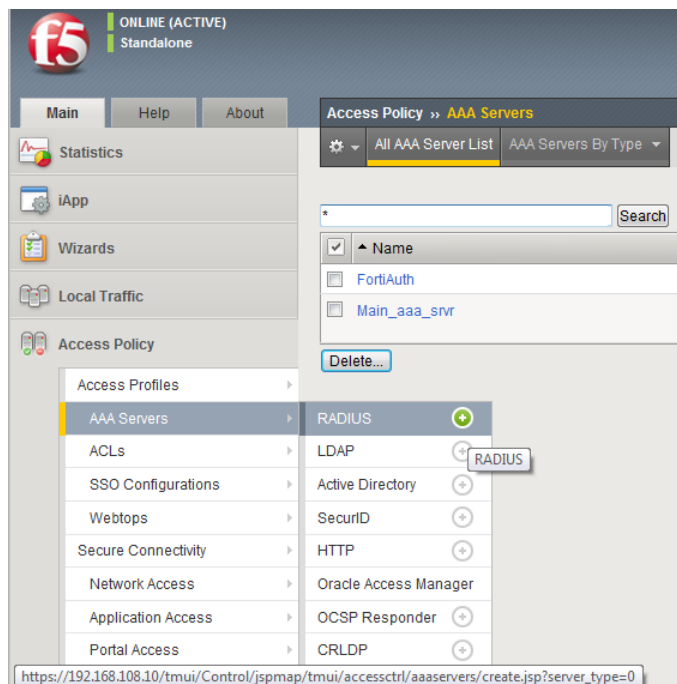 f5
ONLINE (ACTIVE)
Standalone
Main Help About
Statistics
iApp
Wizards
Local Traffic
Access Policy
Access Profiles
AAA Servers
ACLs
SSO Configurations
Webtops
Secure Connectivity
Network Access
Application Access
Portal Access
Access Policy ›› AAA Servers
All AAA Server List AAA Servers By Type
* Search
Name
FortiAuth
Main_aaa_srvr
Delete...
RADIUS
LDAP
RADIUS
Active Directory
SecurID
HTTP
Oracle Access Manager
OCSP Responder
CRLDP
https://192.168.108.10/tmui/Control/jspmap/tmui/accessctrl/aaaservers/create.jsp?server_type=0